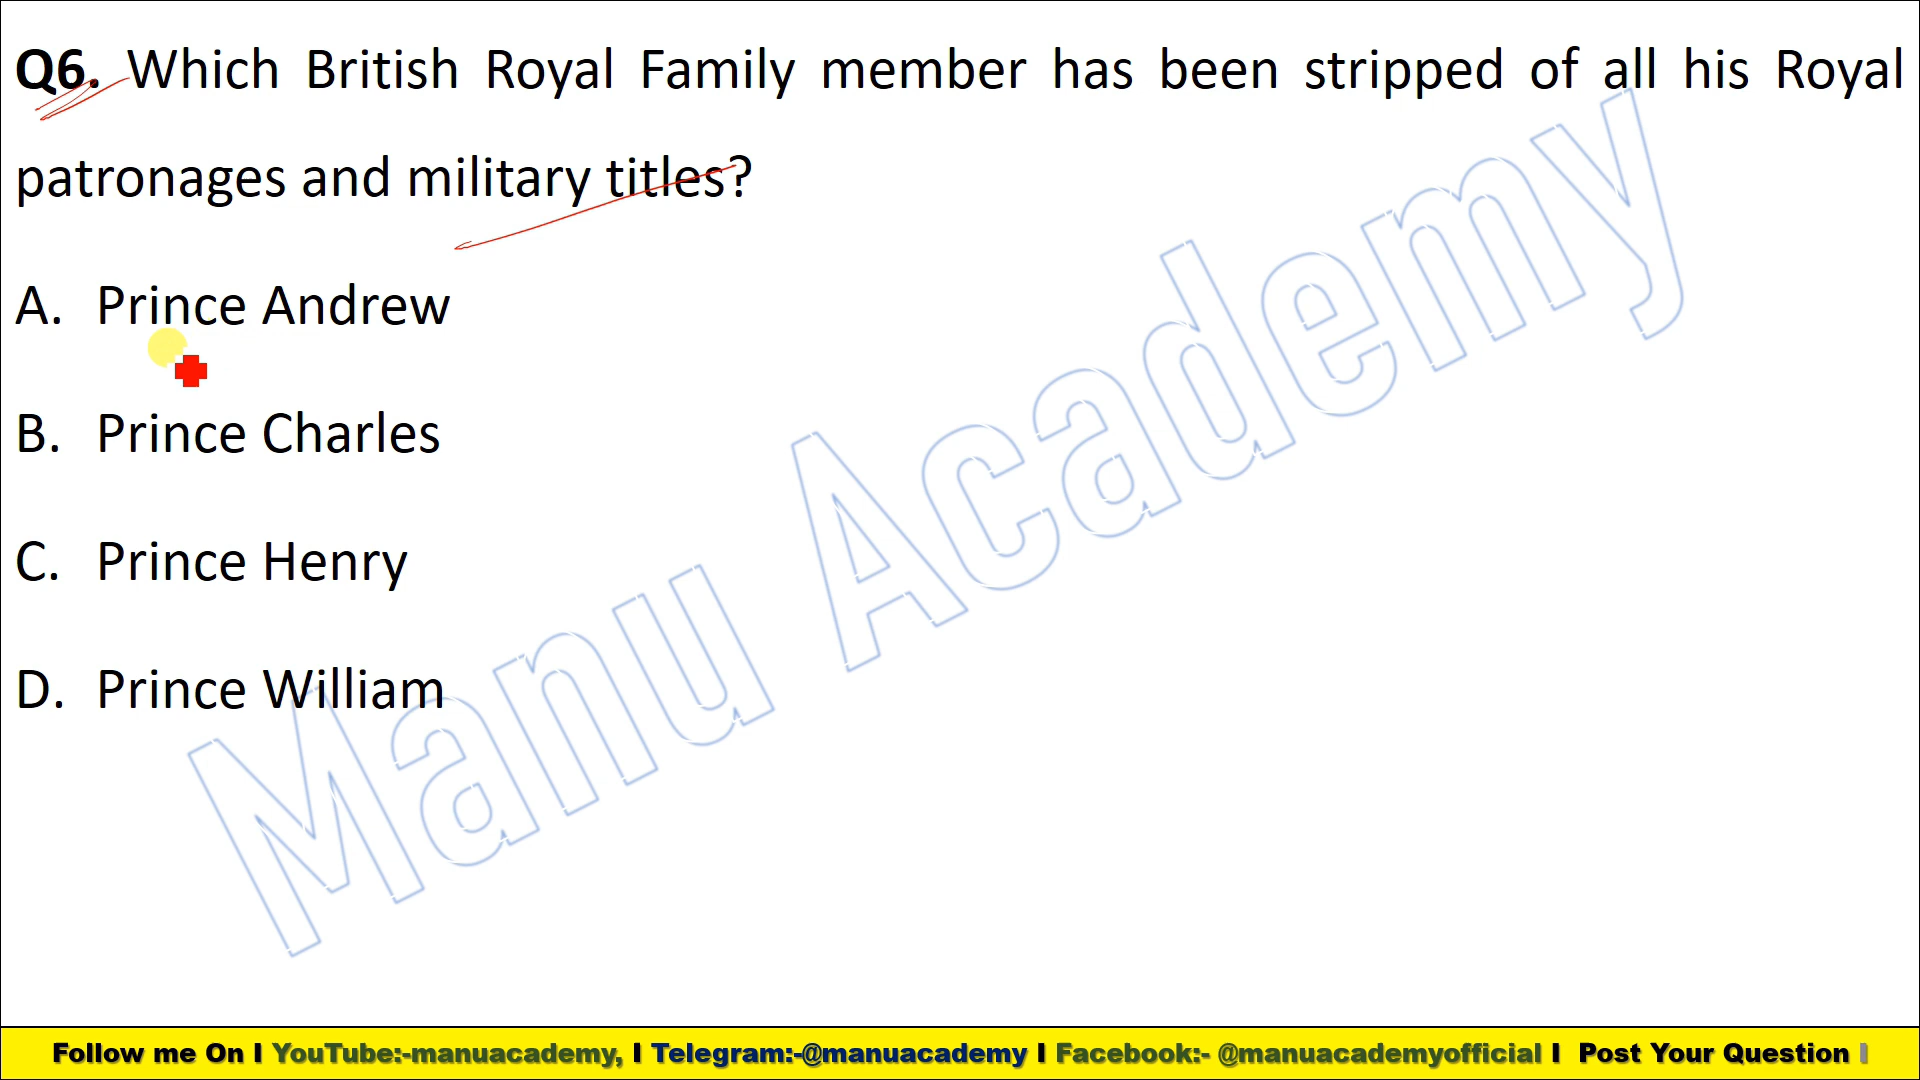 Q6. Which British Royal Family member has been stripped of all his Royal
patronages and military titles?
A. Prince Andrew
B. Prince Charles
C. Prince Henry
D. Prince William
Manu Academy
Follow me On I YouTube:-manuacademy, I Telegram:-@manuacademy I Facebook:- @manuacademyofficial I Post Your Question I